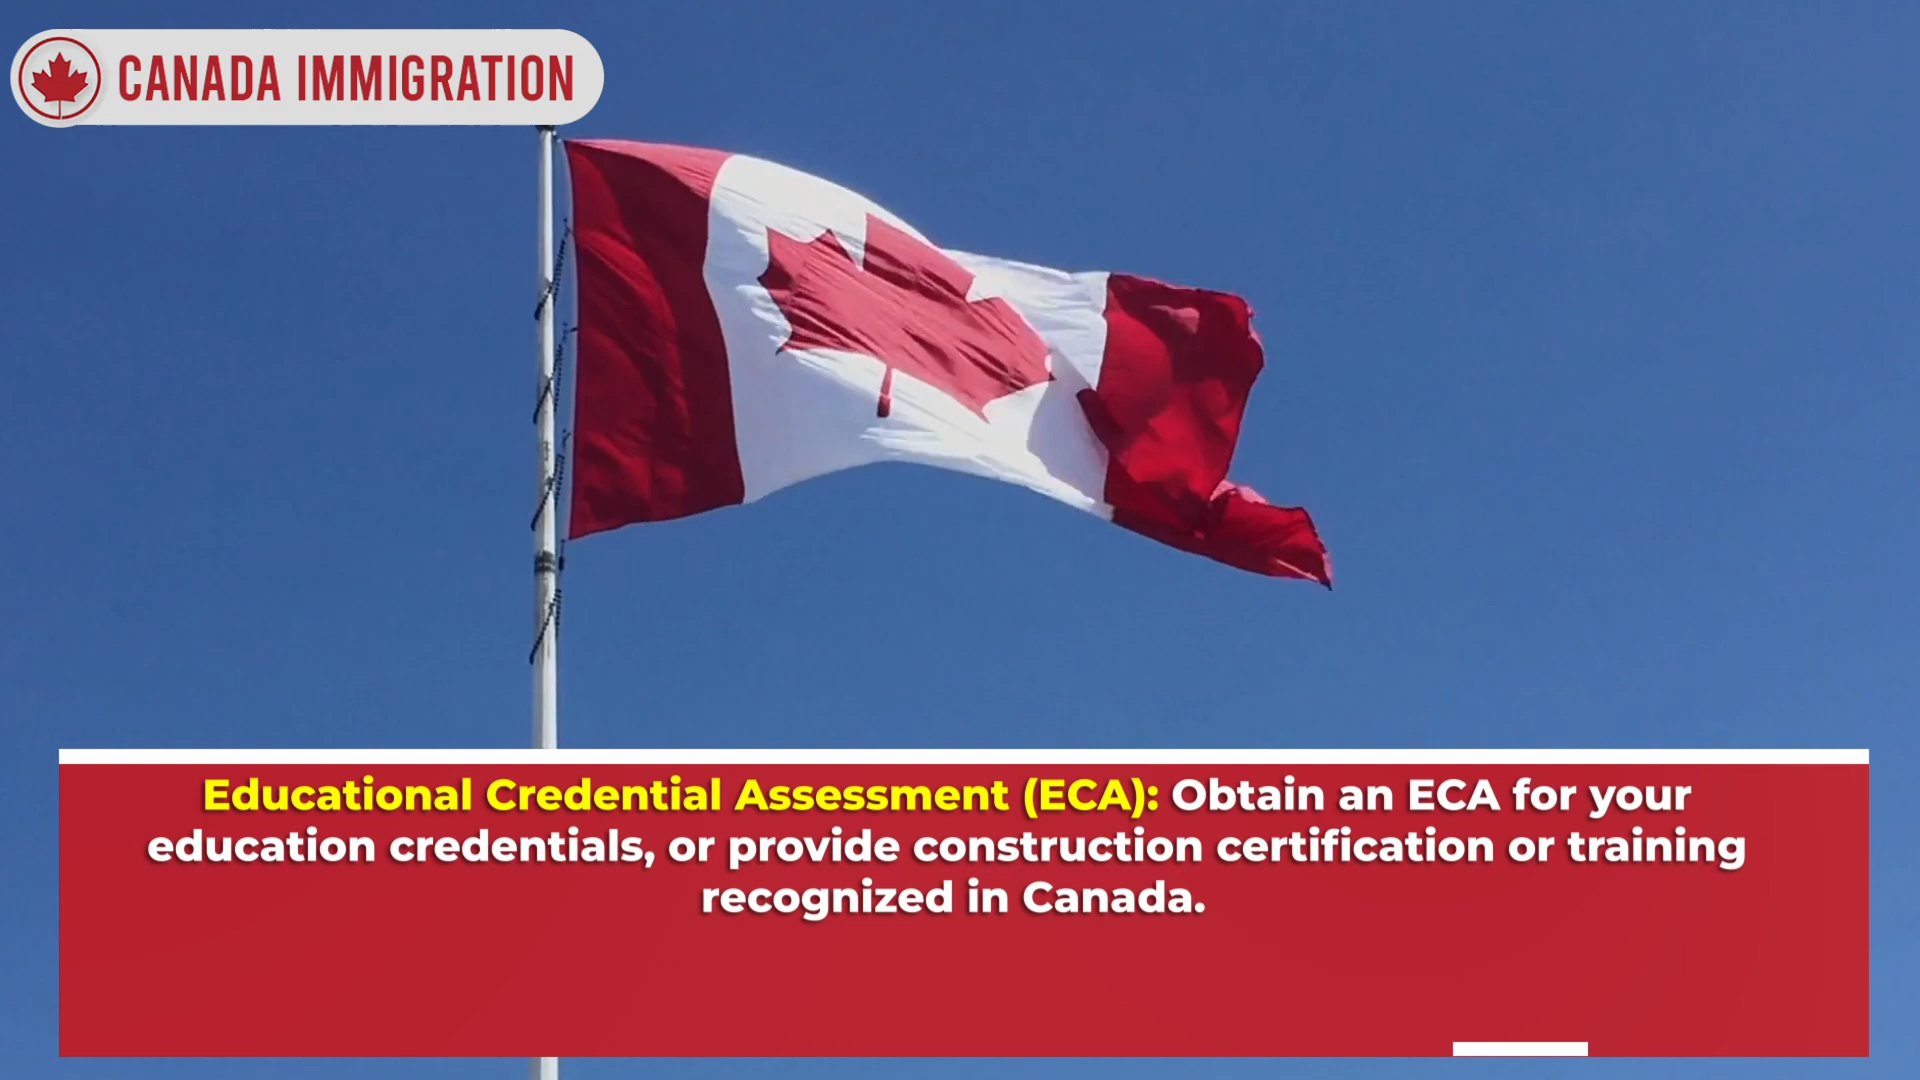 CANADA IMMIGRATION
Educational Credential Assessment (ECA): Obtain an ECA for your
education credentials, or provide construction certification or training
recognized in Canada.